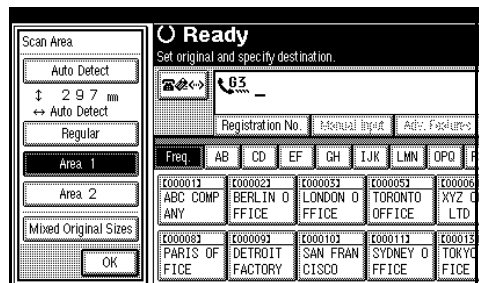 Scan Area
Auto Detect
↕ 297 mm
↔ Auto Detect
Regular
Area 1
Area 2
Mixed Original Sizes
OK
Ready
Set original and specify destination.
G3 _
Registration No. Manual Input Adv. Features
Freq. AB CD EF GH IJK LMN OPQ
[00001] [00002] [00003] [00005] [00006
ABC COMP BERLIN O LONDON O TORONTO XYZ C
ANY FFICE FFICE OFFICE LTD
[00008] [00009] [00010] [00011] [00013
PARIS OF DETROIT SAN FRAN SYDNEY O TOKYO
FICE FACTORY CISCO FFICE FICE